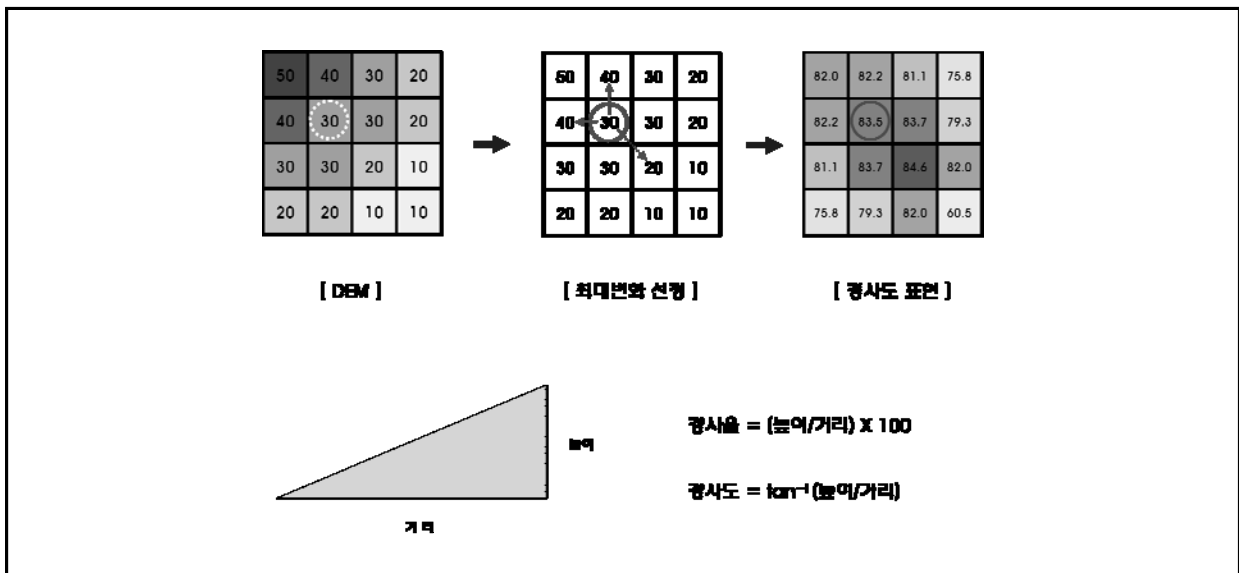 50 40 30 20 50 40 30 20 82.0 82.2 81.1 75.8
40 30 30 20 40 30 30 20 82.2 83.5 83.7 79.3
30 30 20 10 30 30 20 10 81.1 83.7 84.6 82.0
20 20 10 10 20 20 10 10 75.8 79.3 82.0 60.5
[ DEM ] [ 최대변화 선정 ] [ 경사도 표현 ]
경사율 = (높이/거리) X 100
높이
경사도 = tan⁻¹ (높이/거리)
거리